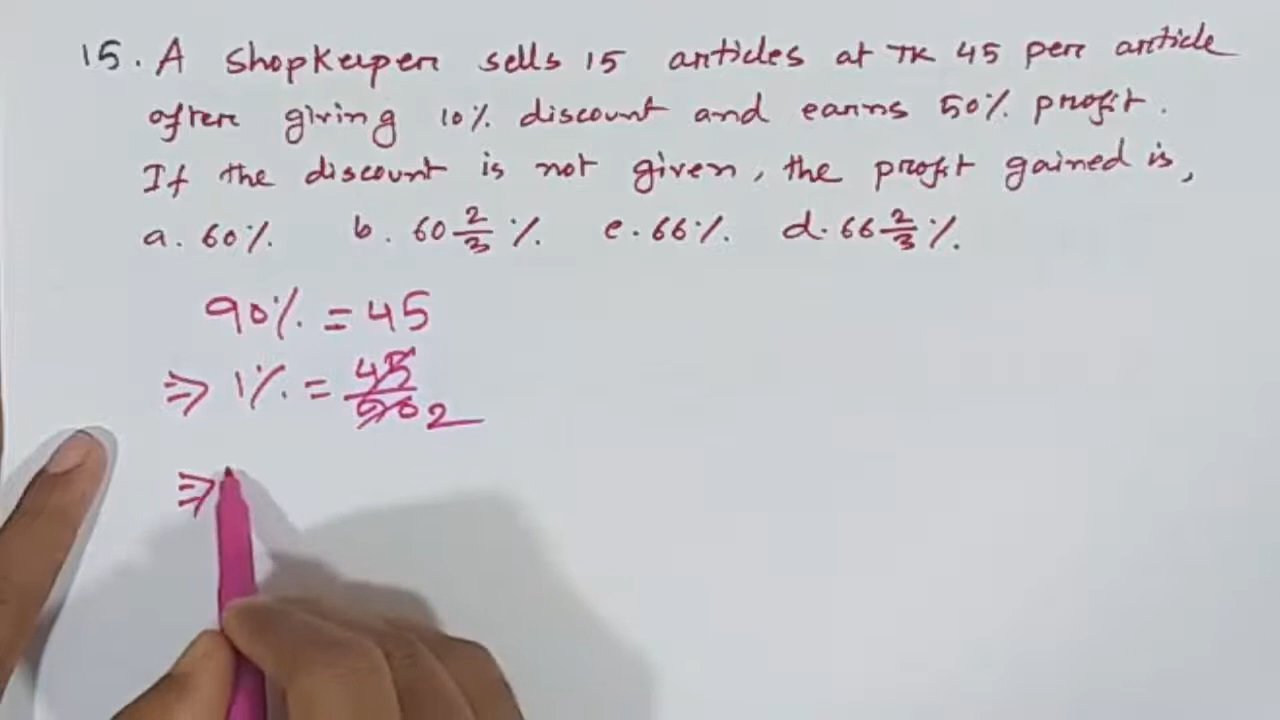 15. A shopkeeper sells 15 articles at TK 45 per article
after giving 10% discount and earns 50% profit.
If the discount is not given, the profit gained is,
a. 60%. b. 60 2/3 %. c. 66%. d. 66 2/3 %.
90% = 45
⇒ 1% = 45/90 2
⇒